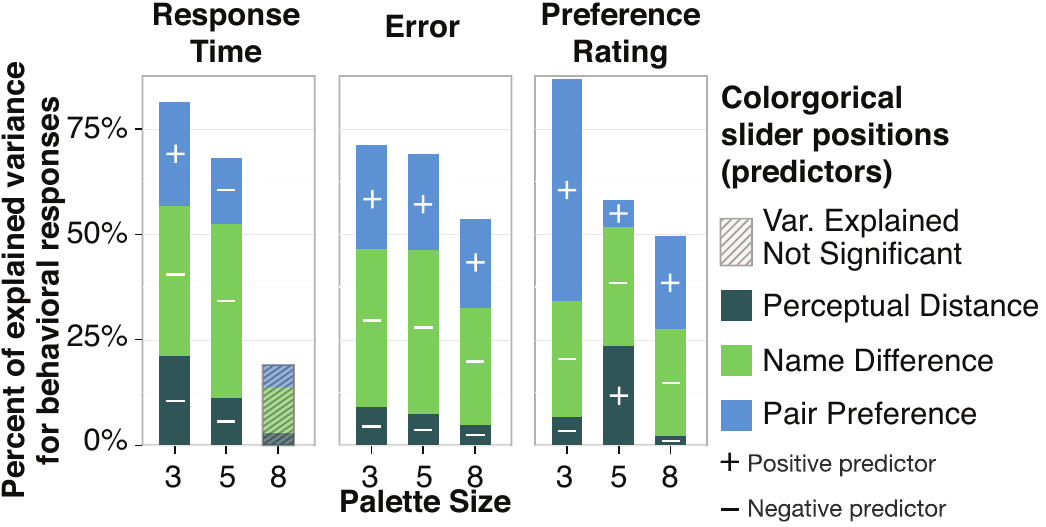 Response
Time
Error
Preference
Rating
Percent of explained variance
for behavioral responses
75%
50%
25%
0%
3 5 8
3 5 8
3 5 8
Palette Size
Colorgorical
slider positions
(predictors)
Var. Explained
Not Significant
Perceptual Distance
Name Difference
Pair Preference
+ Positive predictor
− Negative predictor